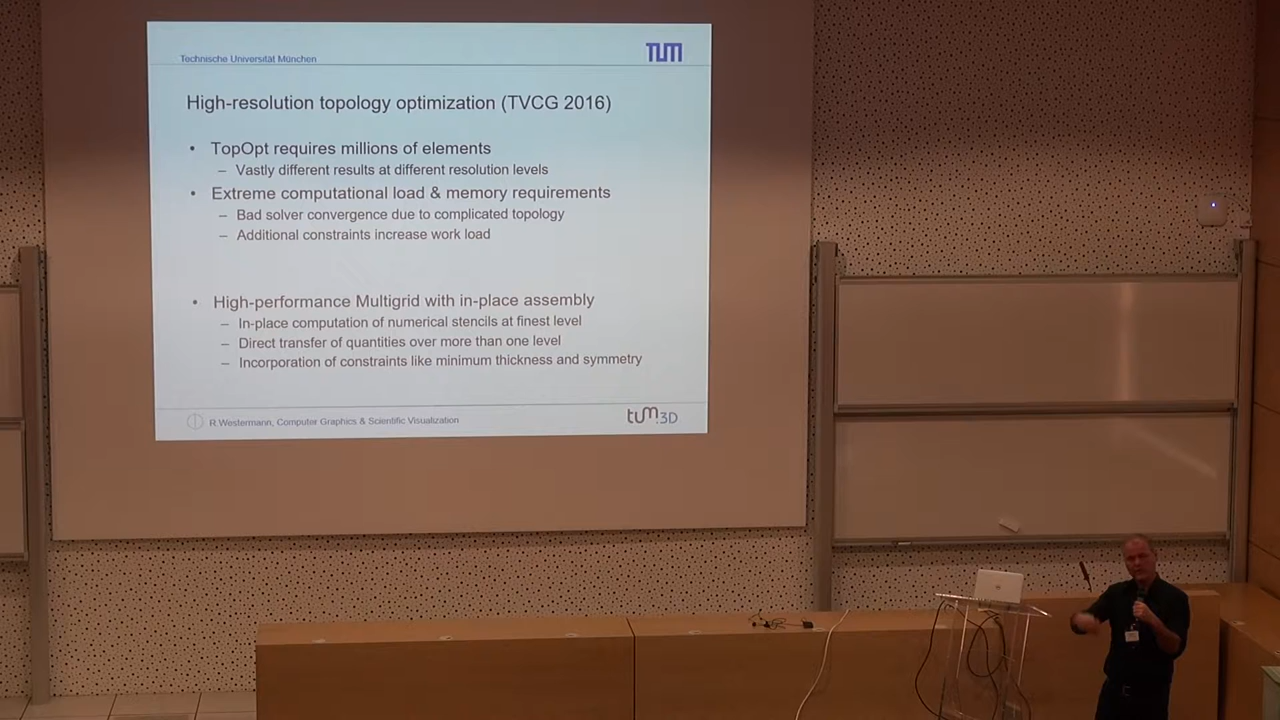 Technische Universität München
TUM
High-resolution topology optimization (TVCG 2016)
• TopOpt requires millions of elements
– Vastly different results at different resolution levels
• Extreme computational load & memory requirements
– Bad solver convergence due to complicated topology
– Additional constraints increase work load
• High-performance Multigrid with in-place assembly
– In-place computation of numerical stencils at finest level
– Direct transfer of quantities over more than one level
– Incorporation of constraints like minimum thickness and symmetry
R.Westermann, Computer Graphics & Scientific Visualization
tum.3D